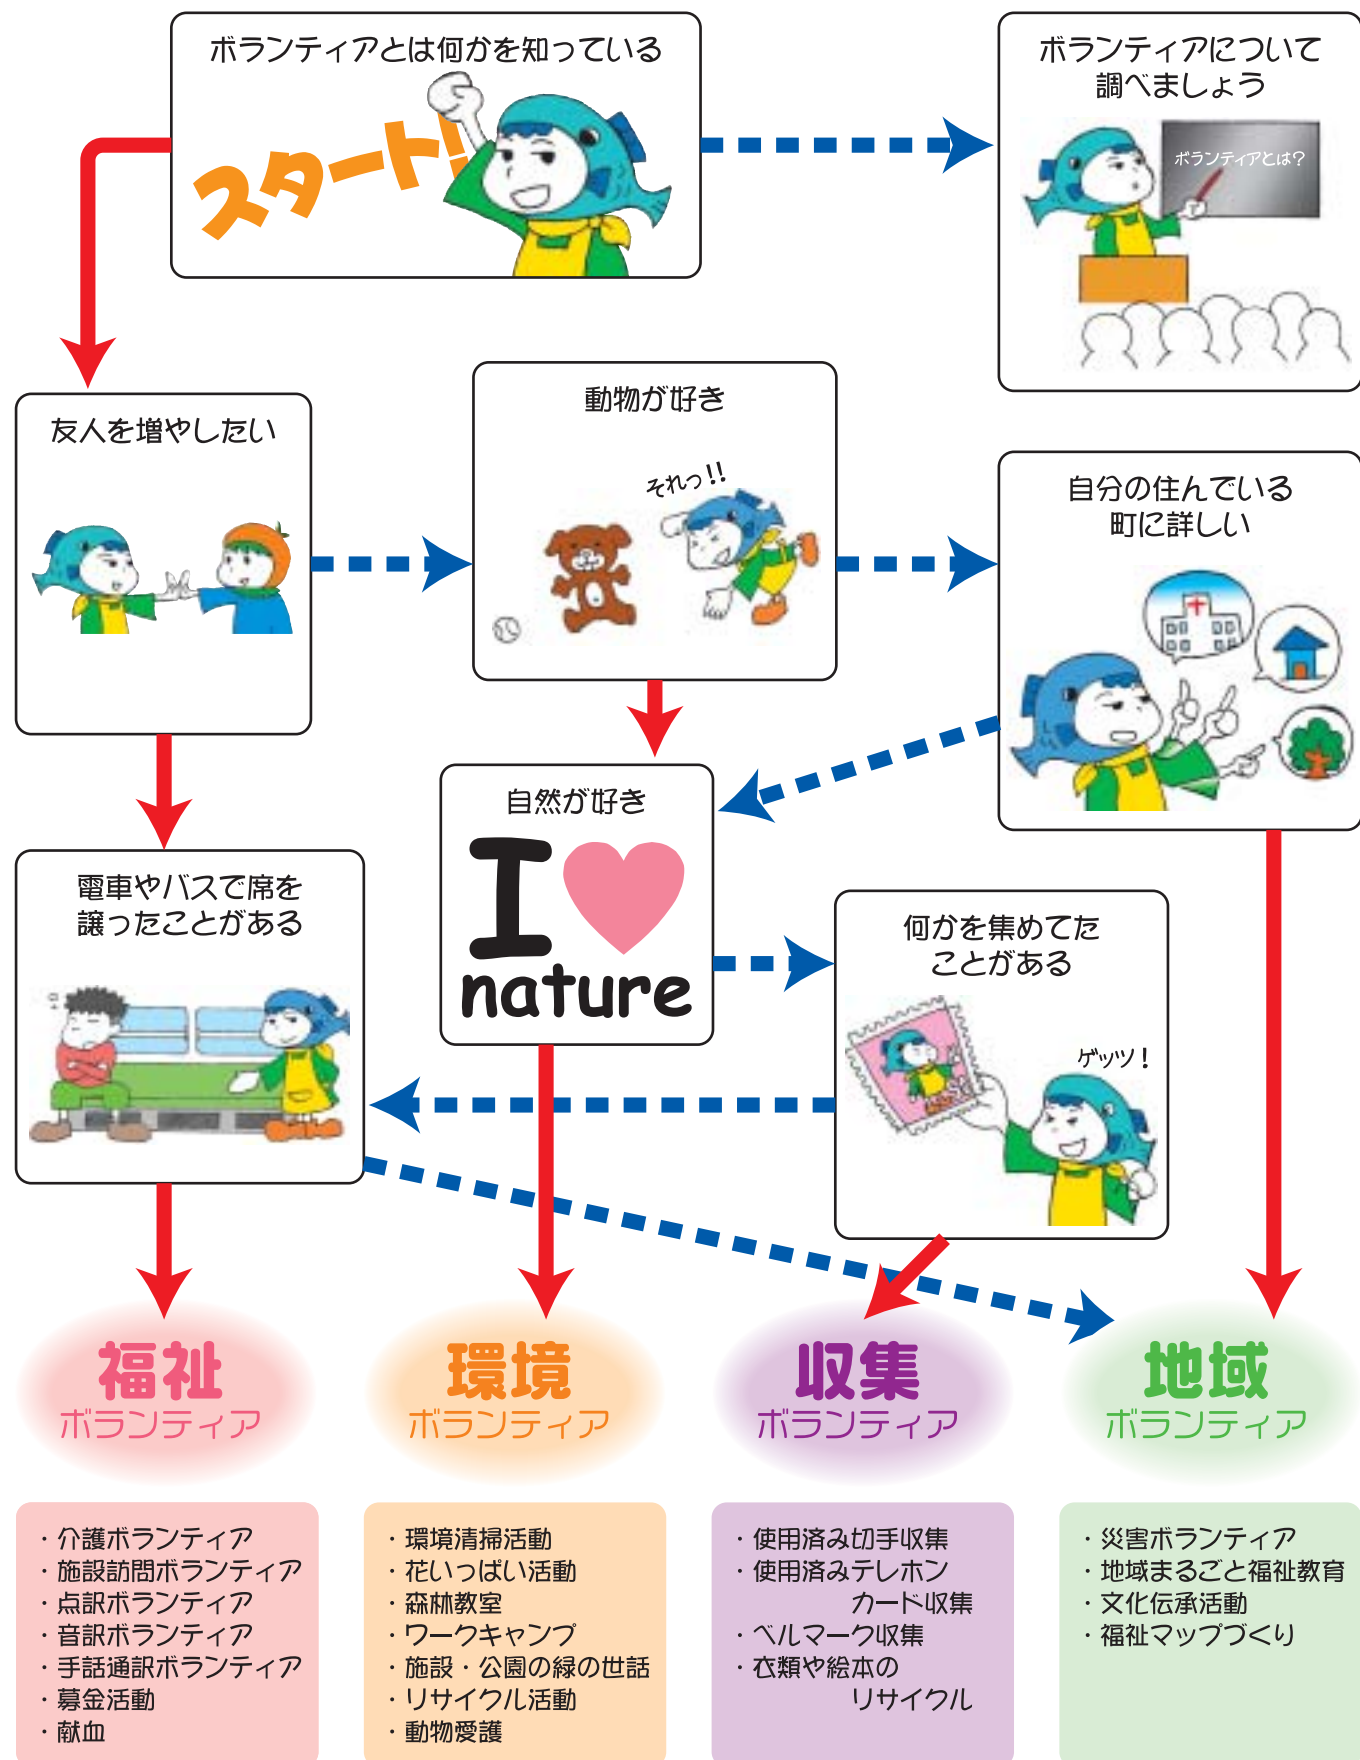 ボランティアとは何かを知っている
スタート!
ボランティアについて
調べましょう
ボランティアとは?
友人を増やしたい
動物が好き
それっ!!
自分の住んでいる
町に詳しい
自然が好き
I
nature
電車やバスで席を
譲ったことがある
何かを集めてた
ことがある
ゲッツ!
福祉
ボランティア
環境
ボランティア
収集
ボランティア
地域
ボランティア
・介護ボランティア
・施設訪問ボランティア
・点訳ボランティア
・音訳ボランティア
・手話通訳ボランティア
・募金活動
・献血
・環境清掃活動
・花いっぱい活動
・森林教室
・ワークキャンプ
・施設・公園の緑の世話
・リサイクル活動
・動物愛護
・使用済み切手収集
・使用済みテレホン
カード収集
・ベルマーク収集
・衣類や絵本の
リサイクル
・災害ボランティア
・地域まるごと福祉教育
・文化伝承活動
・福祉マップづくり